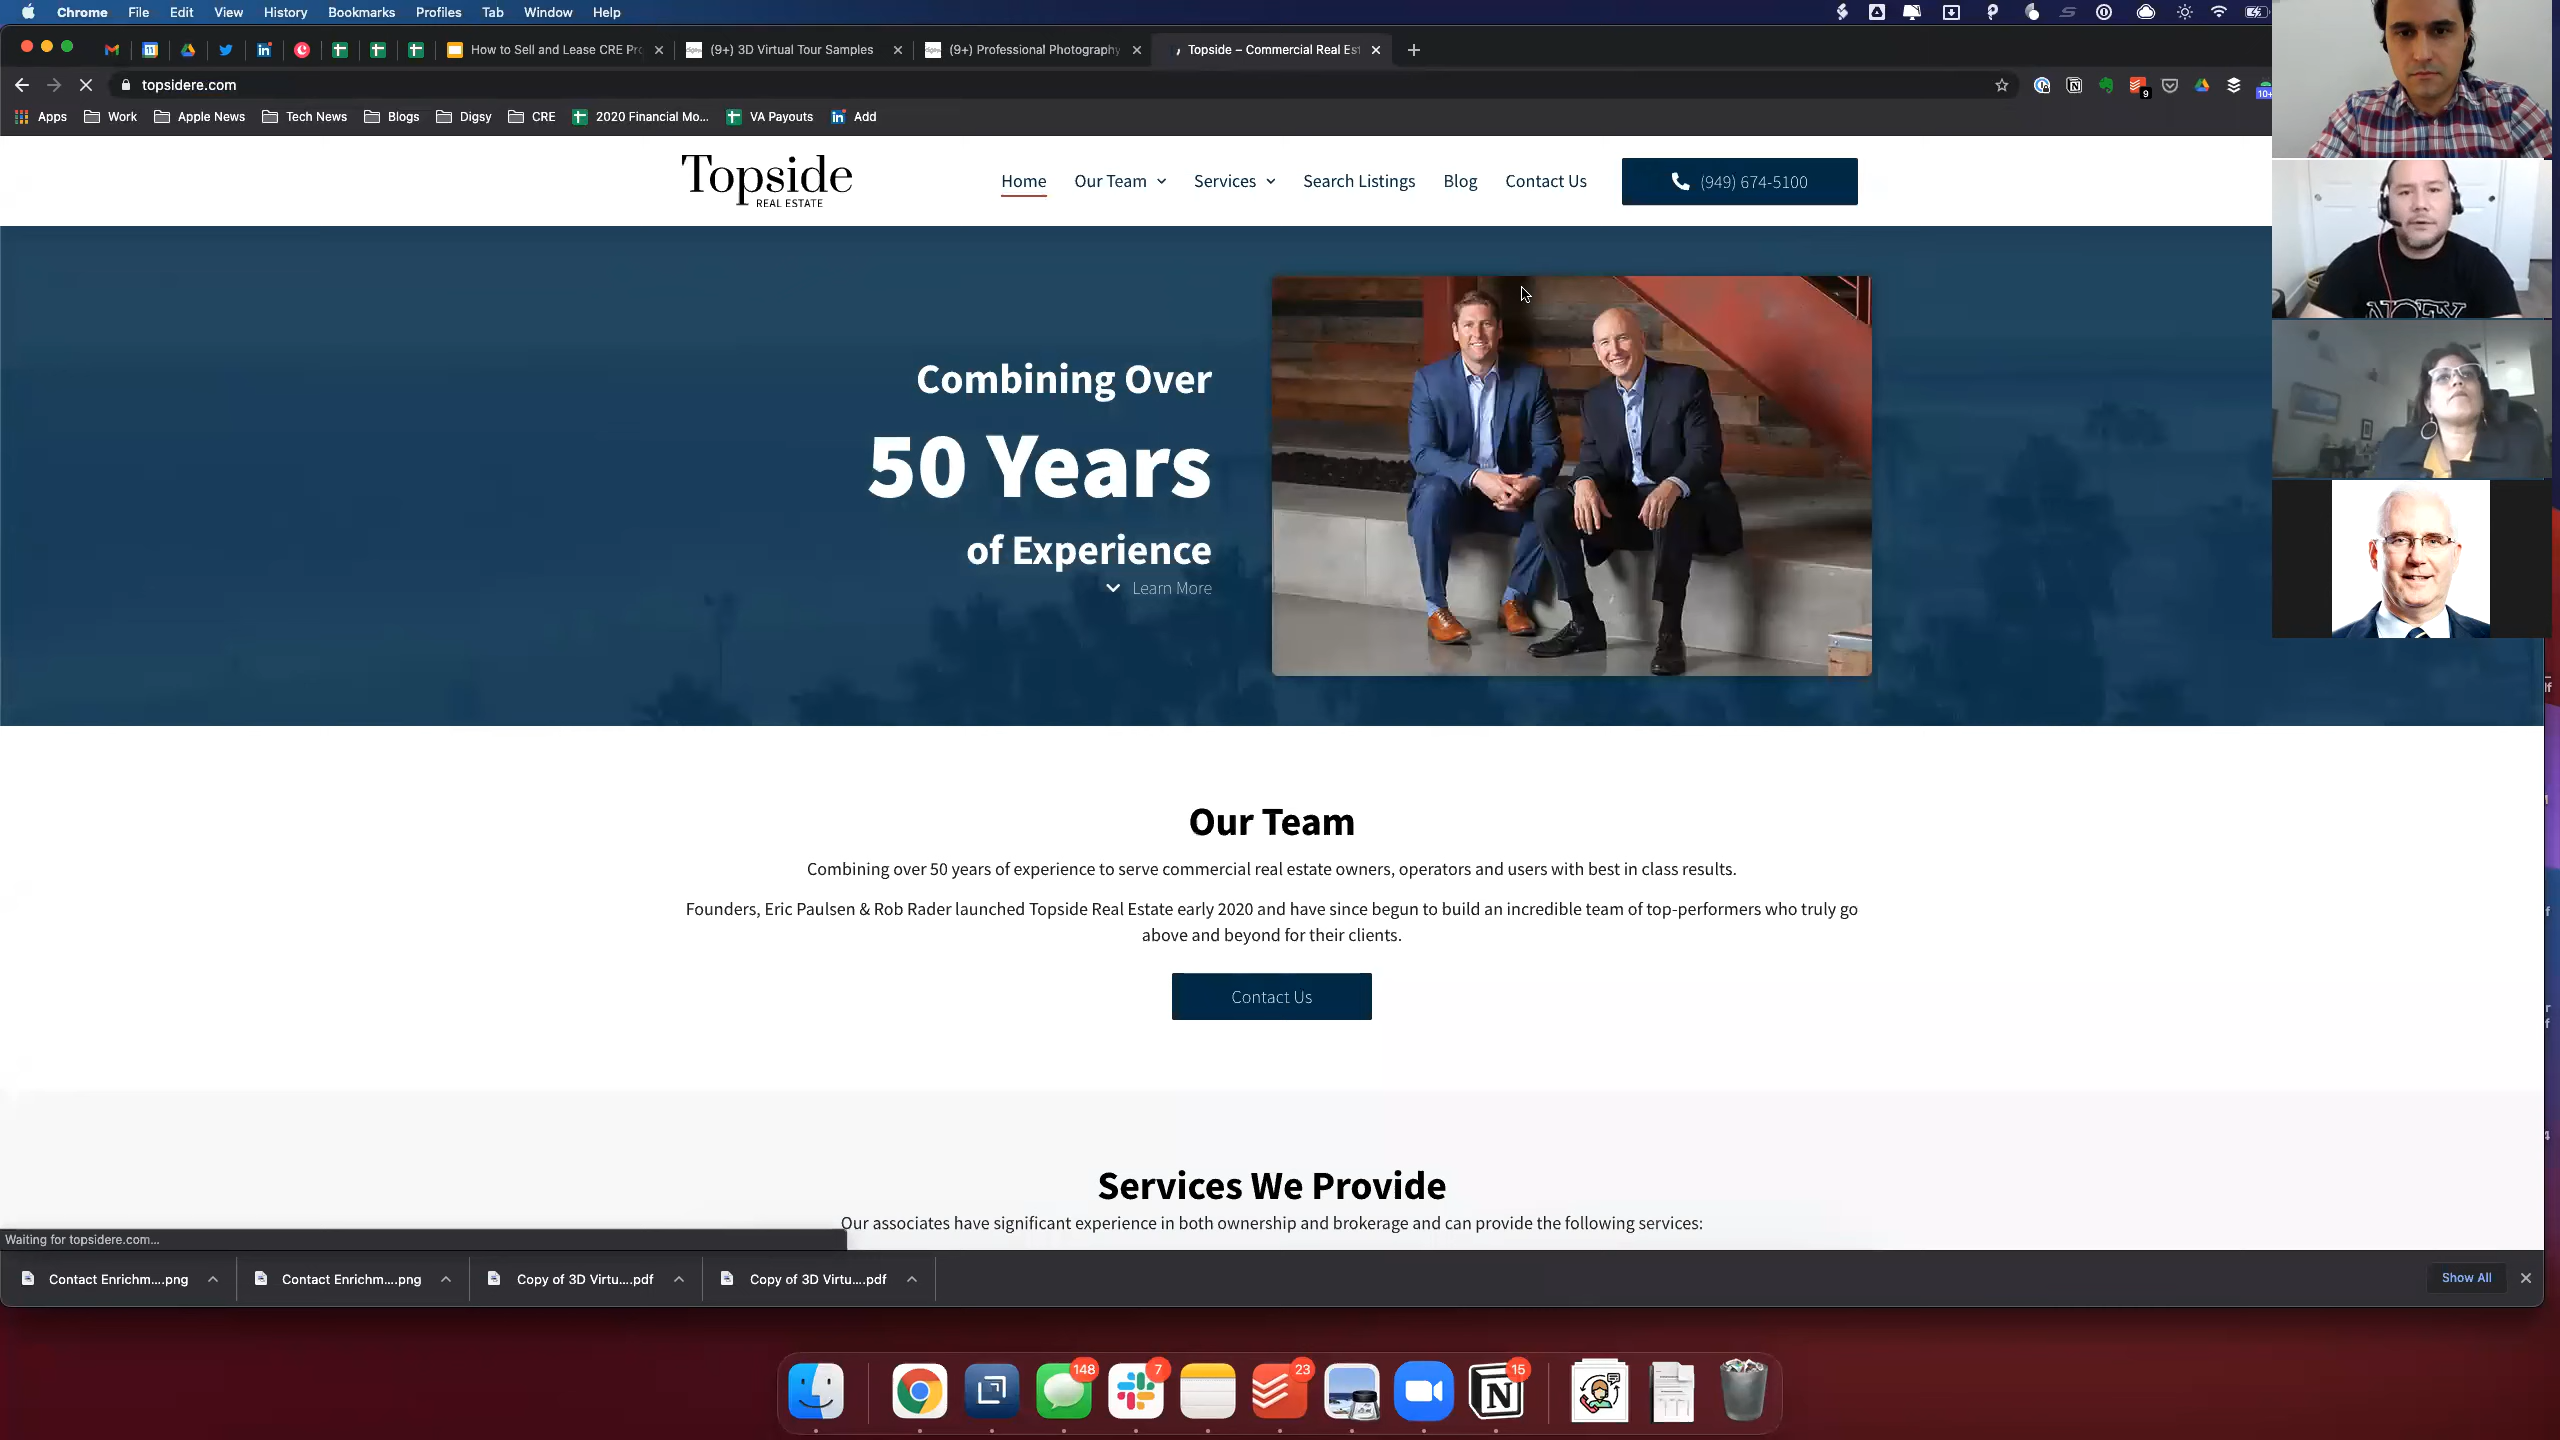 Chrome File Edit View History Bookmarks Profiles Tab Window Help
How to Sell and Lease CRE Pr
(9+) 3D Virtual Tour Samples
(9+) Professional Photography
Topside – Commercial Real Est
topsidere.com
9
10+
Apps Work Apple News Tech News Blogs Digsy CRE 2020 Financial Mo... VA Payouts Add
Topside
REAL ESTATE
Home Our Team Services Search Listings Blog Contact Us (949) 674-5100
Combining Over
50 Years
of Experience
Learn More
Our Team
Combining over 50 years of experience to serve commercial real estate owners, operators and users with best in class results.
Founders, Eric Paulsen & Rob Rader launched Topside Real Estate early 2020 and have since begun to build an incredible team of top-performers who truly go
above and beyond for their clients.
Contact Us
Services We Provide
Our associates have significant experience in both ownership and brokerage and can provide the following services:
Waiting for topsidere.com...
Contact Enrichm....png Contact Enrichm....png Copy of 3D Virtu....pdf Copy of 3D Virtu....pdf Show All
148 7 23 15